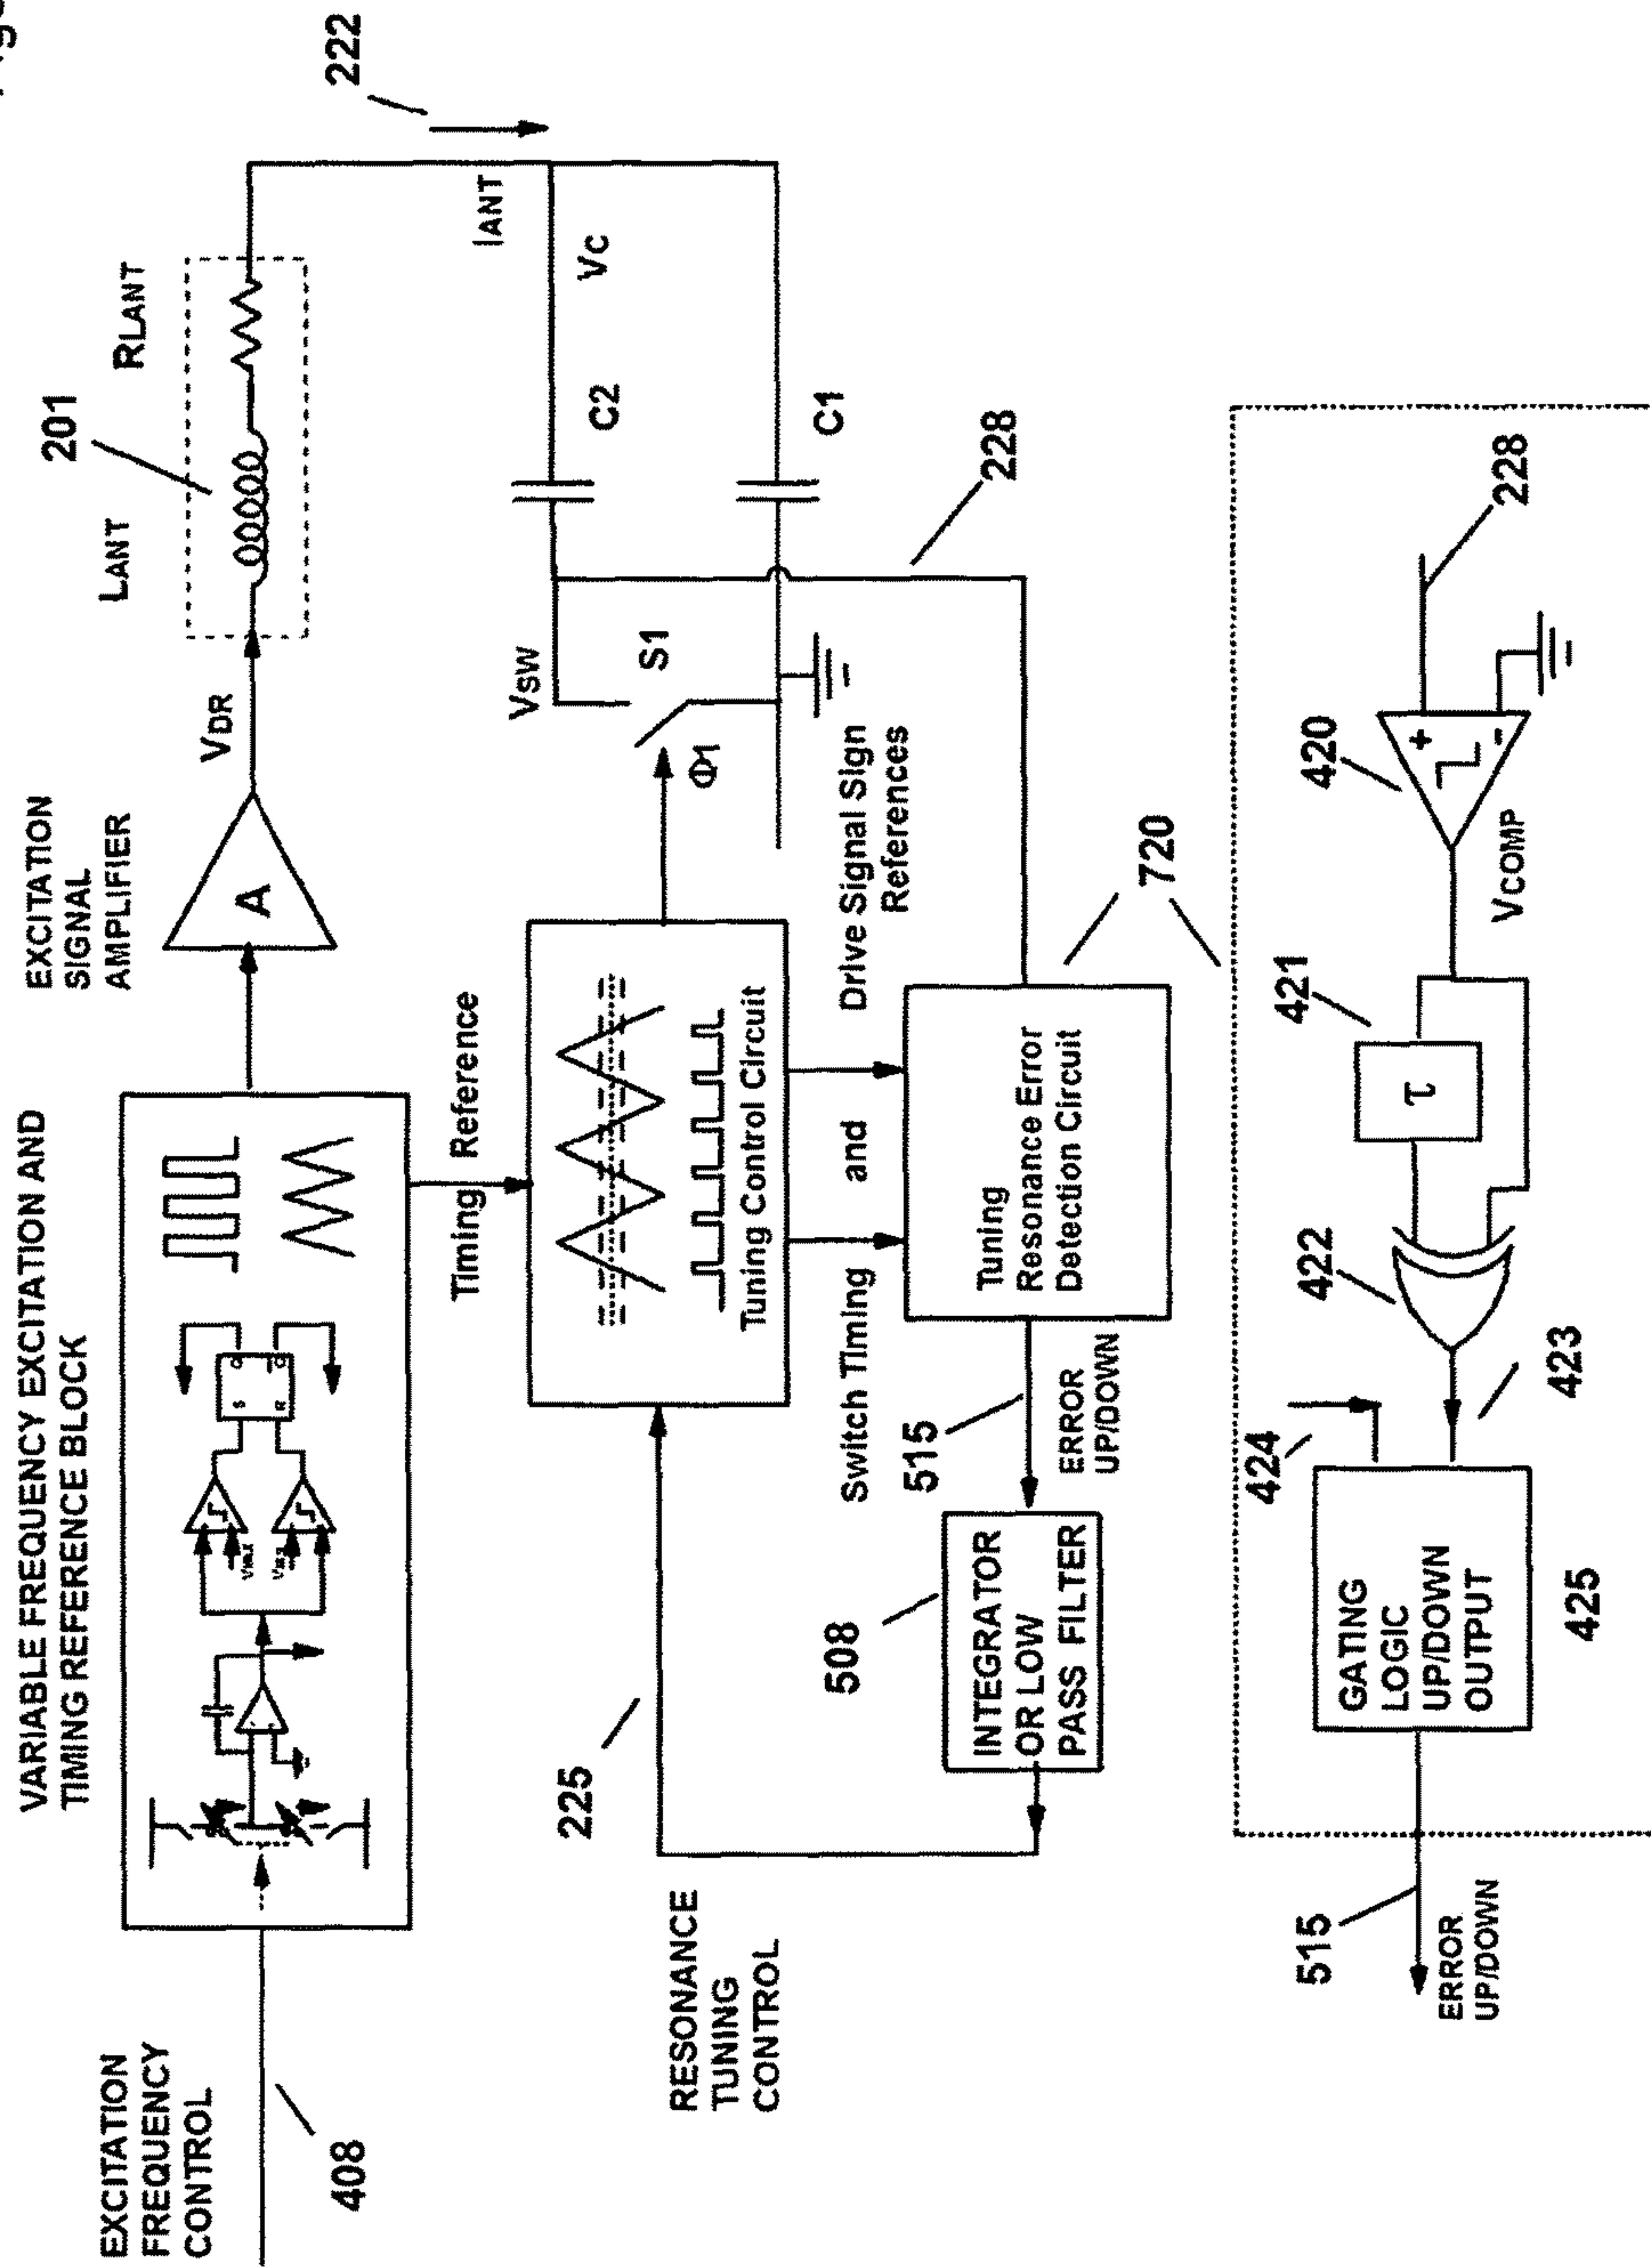 EXCITATION
FREQUENCY
CONTROL
408
VARIABLE FREQUENCY EXCITATION AND
TIMING REFERENCE BLOCK
S
R
Q
Q
EXCITATION
SIGNAL
AMPLIFIER
A
VDR
LANT
201
RLANT
222
IANT
VC
C2
C1
228
VSW
S1
Φ1
Timing Reference
Tuning Control Circuit
Drive Signal Sign
References
Switch Timing and
720
Tuning
Resonance Error
Detection Circuit
515
ERROR
UP/DOWN
508
INTEGRATOR
OR LOW
PASS FILTER
225
RESONANCE
TUNING
CONTROL
228
420
+
-
VCOMP
421
τ
422
423
424
GATING
LOGIC
UP/DOWN
OUTPUT
425
515
ERROR
UP/DOWN